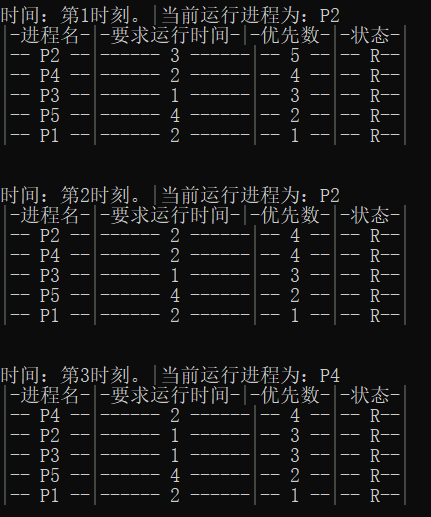 时间：第1时刻。|当前运行进程为：P2
|-进程名-|-要求运行时间-|-优先数-|-状态-|
|-- P2 --|------ 3 ------|-- 5 --|-- R--|
|-- P4 --|------ 2 ------|-- 4 --|-- R--|
|-- P3 --|------ 1 ------|-- 3 --|-- R--|
|-- P5 --|------ 4 ------|-- 2 --|-- R--|
|-- P1 --|------ 2 ------|-- 1 --|-- R--|
时间：第2时刻。|当前运行进程为：P2
|-进程名-|-要求运行时间-|-优先数-|-状态-|
|-- P2 --|------ 2 ------|-- 4 --|-- R--|
|-- P4 --|------ 2 ------|-- 4 --|-- R--|
|-- P3 --|------ 1 ------|-- 3 --|-- R--|
|-- P5 --|------ 4 ------|-- 2 --|-- R--|
|-- P1 --|------ 2 ------|-- 1 --|-- R--|
时间：第3时刻。|当前运行进程为：P4
|-进程名-|-要求运行时间-|-优先数-|-状态-|
|-- P4 --|------ 2 ------|-- 4 --|-- R--|
|-- P2 --|------ 1 ------|-- 3 --|-- R--|
|-- P3 --|------ 1 ------|-- 3 --|-- R--|
|-- P5 --|------ 4 ------|-- 2 --|-- R--|
|-- P1 --|------ 2 ------|-- 1 --|-- R--|